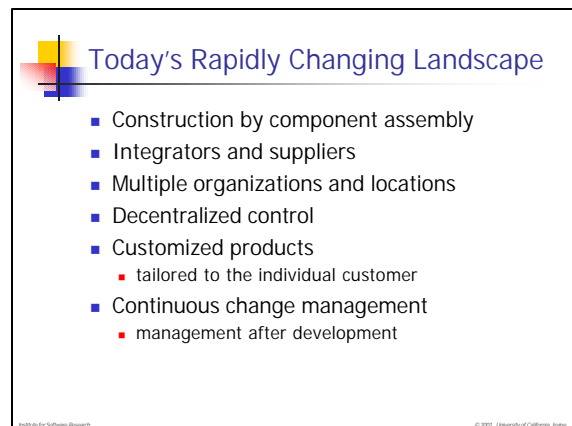 Today's Rapidly Changing Landscape
Construction by component assembly
Integrators and suppliers
Multiple organizations and locations
Decentralized control
Customized products
tailored to the individual customer
Continuous change management
management after development
Institute for Software Research
© 2001, University of California, Irvine